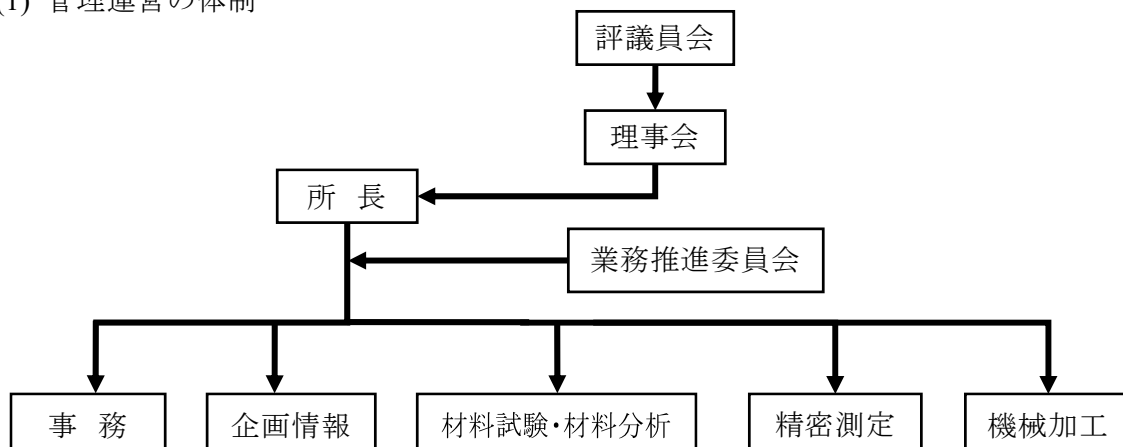 (1) 管理運営の体制
評議員会
理事会
所 長
業務推進委員会
事 務
企画情報
材料試験・材料分析
精密測定
機械加工